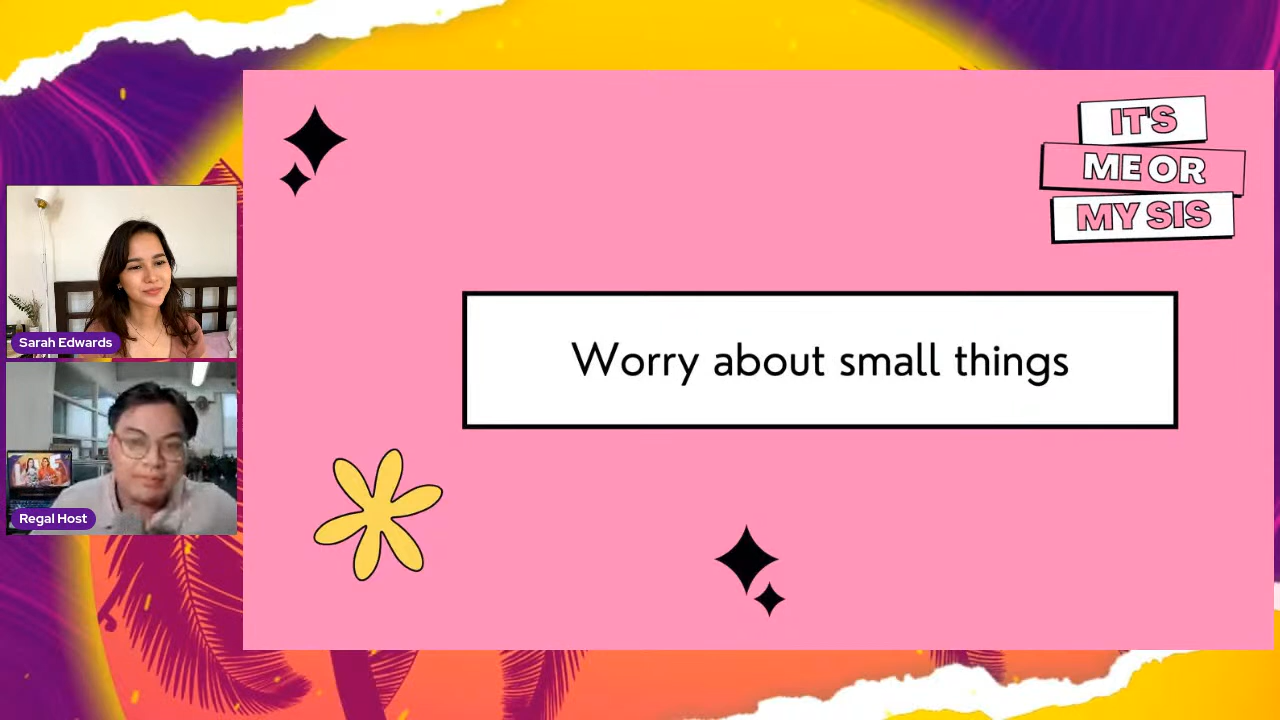 IT'S
ME OR
MY SIS
Sarah Edwards
Worry about small things
Regal Host